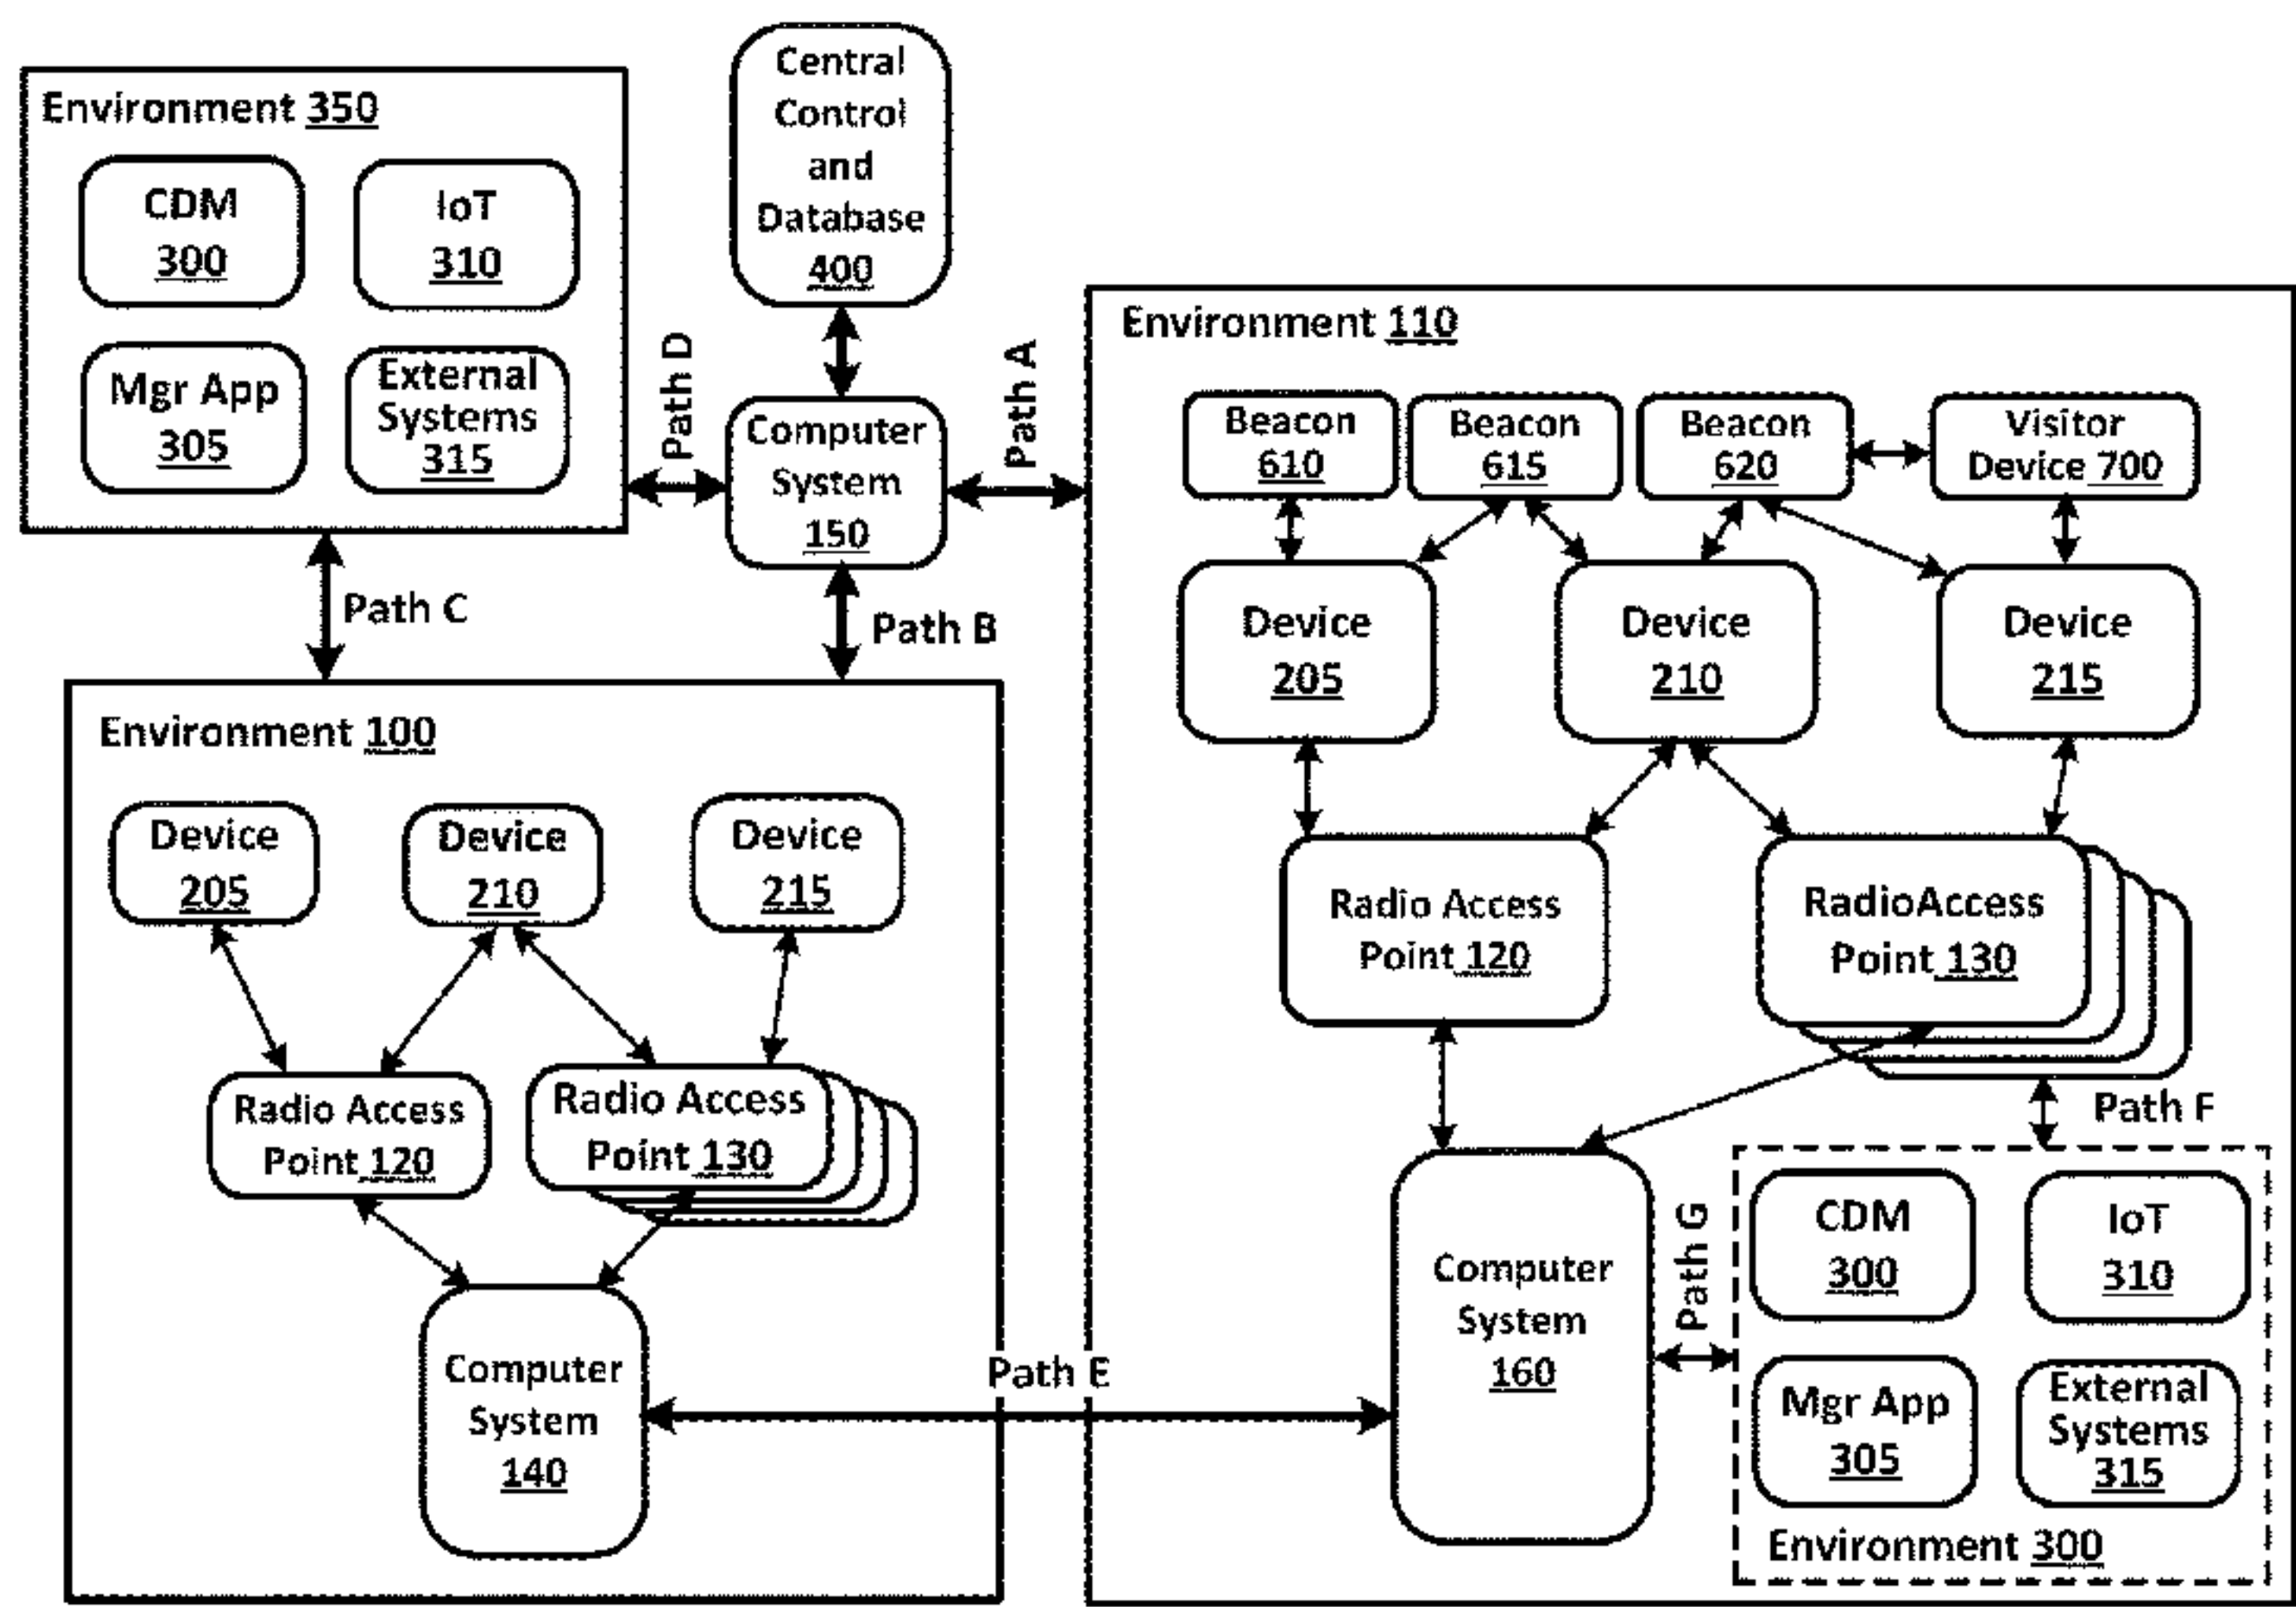 Environment 350
CDM
300
IoT
310
Mgr App
305
External
Systems
315
Central
Control
and
Database
400
Path D
Computer
System
150
Path A
Path C
Path B
Environment 100
Device
205
Device
210
Device
215
Radio Access
Point 120
Radio Access
Point 130
Computer
System
140
Path E
Environment 110
Beacon
610
Beacon
615
Beacon
620
Visitor
Device 700
Device
205
Device
210
Device
215
Radio Access
Point 120
RadioAccess
Point 130
Path F
Computer
System
160
Path G
CDM
300
IoT
310
Mgr App
305
External
Systems
315
Environment 300